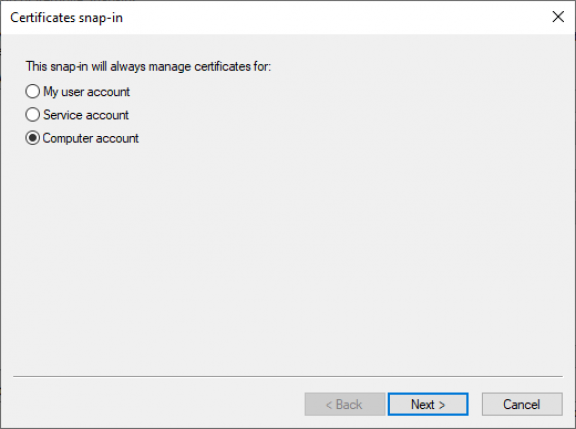 Certificates snap-in
This snap-in will always manage certificates for:
My user account
Service account
Computer account
< Back
Next >
Cancel